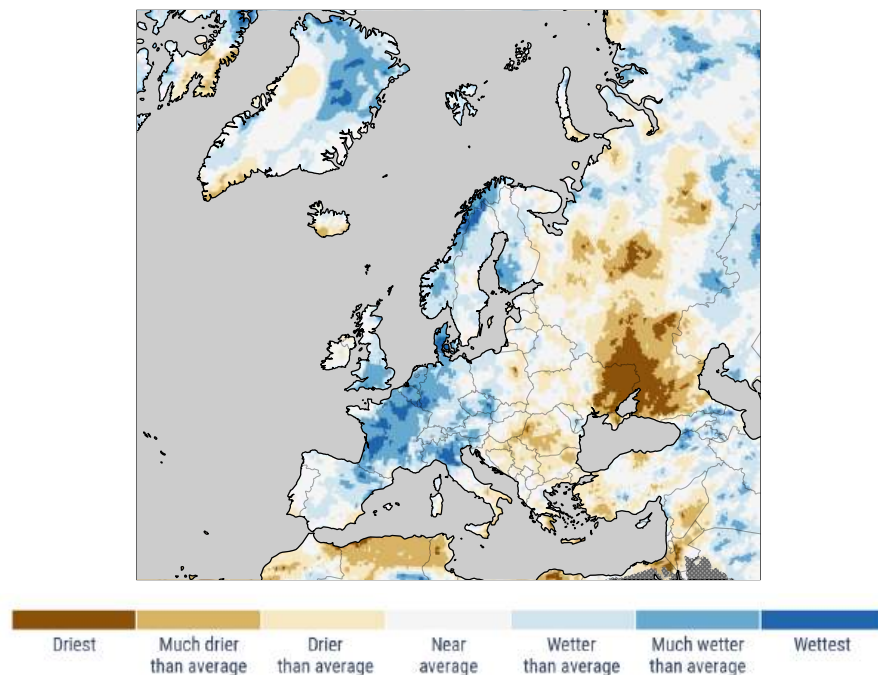 Driest
Much drier
than average
Drier
than average
Near
average
Wetter
than average
Much wetter
than average
Wettest